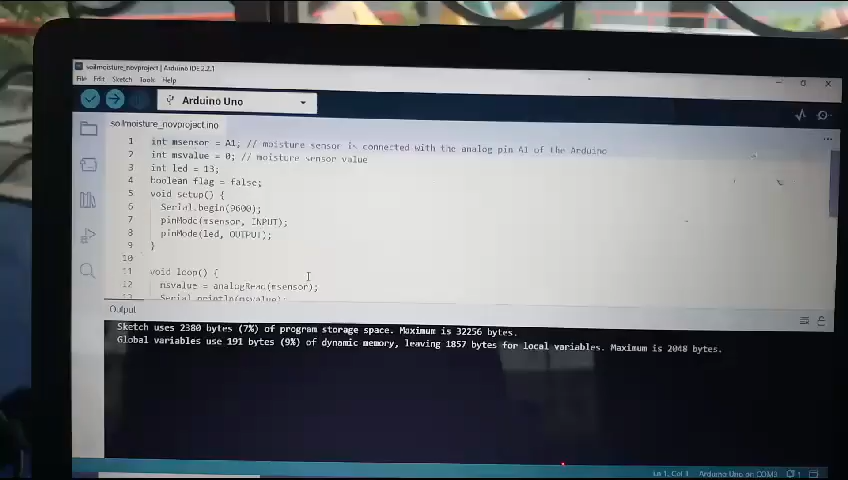 soilmoisture_novproject | Arduino IDE 2.2.1
File Edit Sketch Tools Help
Arduino Uno
soilmoisture_novproject.ino
1 int msensor = A1; // moisture sensor is connected with the analog pin A1 of the Arduino
2 int msvalue = 0; // moisture sensor value
3 int led = 13;
4 boolean flag = false;
5 void setup() {
6 Serial.begin(9600);
7 pinMode(msensor, INPUT);
8 pinMode(led, OUTPUT);
9 }
10
11 void loop() {
12 msvalue = analogRead(msensor);
13 Serial.println(msvalue);
Output
Sketch uses 2380 bytes (7%) of program storage space. Maximum is 32256 bytes.
Global variables use 191 bytes (9%) of dynamic memory, leaving 1857 bytes for local variables. Maximum is 2048 bytes.
Ln 1, Col 1 Arduino Uno on COM3 1